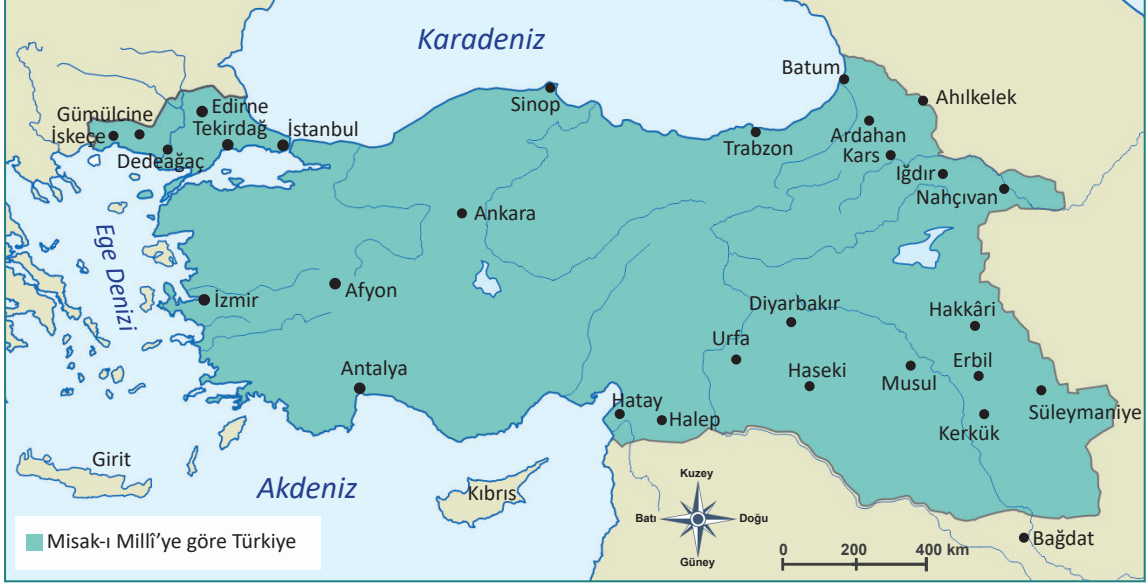 Karadeniz
Batum
Ahılkelek
Sinop
Edirne
Gümülcine
Tekirdağ
İstanbul
İskeçe
Dedeağaç
Trabzon
Ardahan
Kars
Iğdır
Nahçıvan
Ankara
Ege Denizi
İzmir
Afyon
Diyarbakır
Hakkâri
Urfa
Haseki
Musul
Erbil
Süleymaniye
Kerkük
Antalya
Hatay
Halep
Girit
Akdeniz
Kıbrıs
Kuzey
Batı
Doğu
Güney
Bağdat
Misak-ı Millî’ye göre Türkiye
0 200 400 km